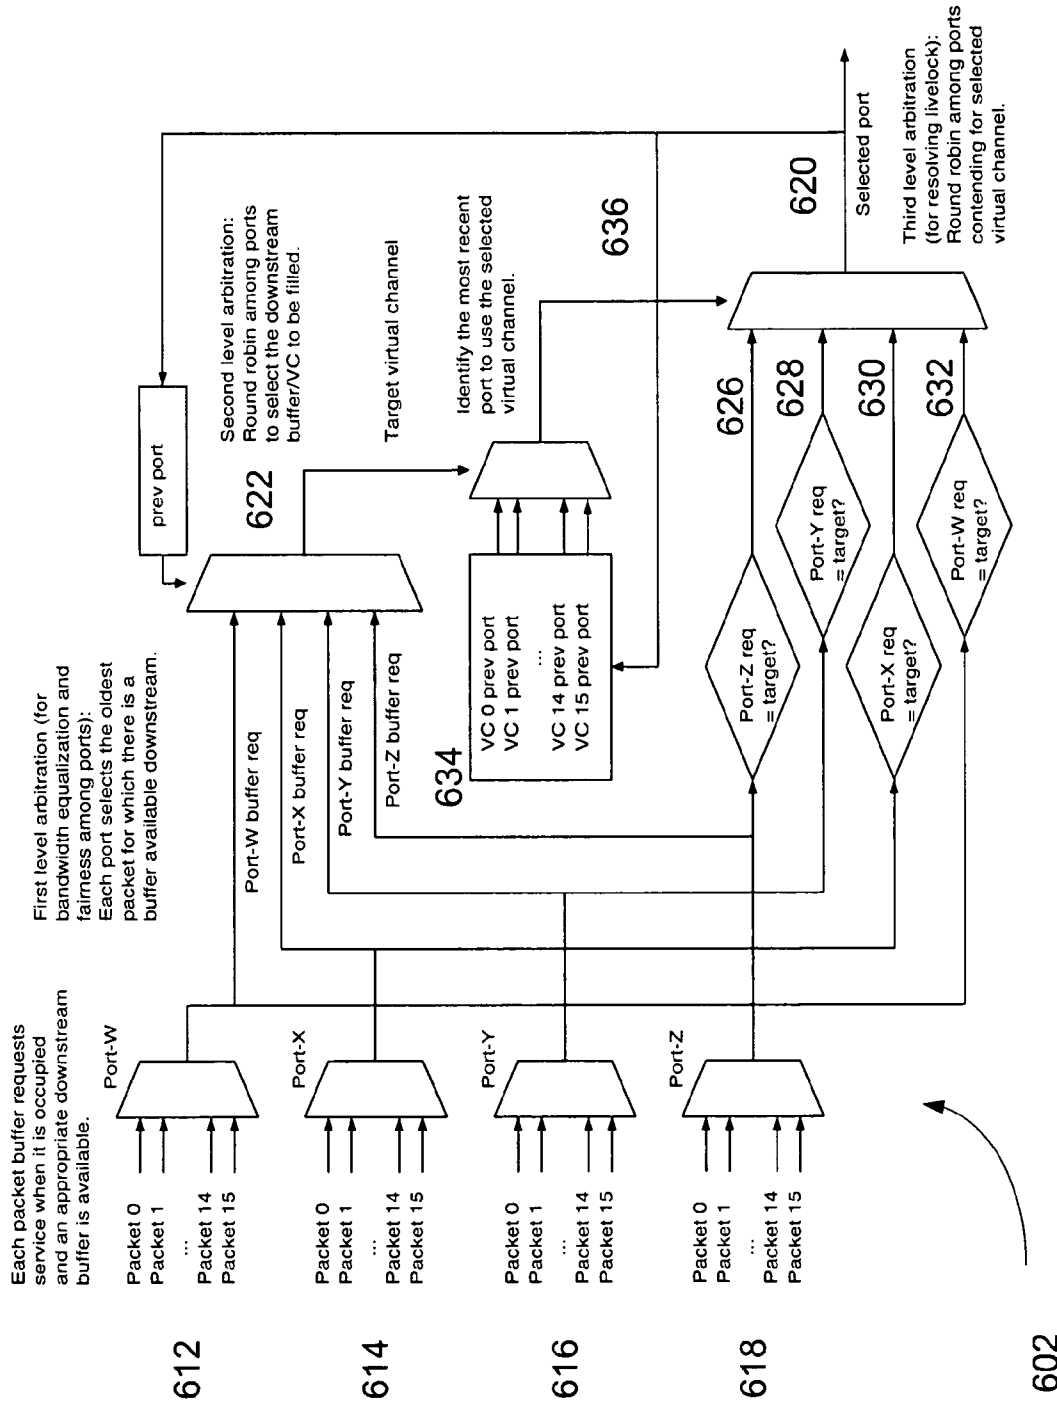 Each packet buffer requests
service when it is occupied
and an appropriate downstream
buffer is available.
First level arbitration (for
bandwidth equalization and
fairness among ports):
Each port selects the oldest
packet for which there is a
buffer available downstream.
612
Packet 0
Packet 1
...
Packet 14
Packet 15
Port-W
614
Packet 0
Packet 1
...
Packet 14
Packet 15
Port-X
616
Packet 0
Packet 1
...
Packet 14
Packet 15
Port-Y
618
Packet 0
Packet 1
...
Packet 14
Packet 15
Port-Z
602
Port-W buffer req
Port-X buffer req
Port-Y buffer req
Port-Z buffer req
prev port
622
Second level arbitration:
Round robin among ports
to select the downstream
buffer/VC to be filled.
Target virtual channel
634
VC 0 prev port
VC 1 prev port
...
VC 14 prev port
VC 15 prev port
Identify the most recent
port to use the selected
virtual channel.
636
Port-Z req
= target?
626
Port-Y req
= target?
628
Port-X req
= target?
630
Port-W req
= target?
632
620
Selected port
Third level arbitration
(for resolving livelock):
Round robin among ports
contending for selected
virtual channel.